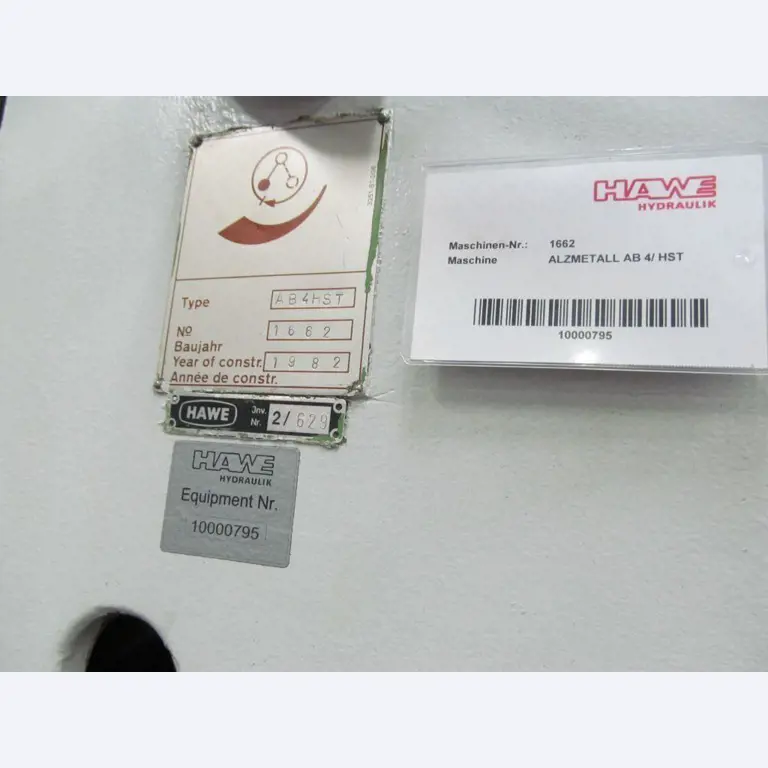 Type AB4HST
Nº 1662
Baujahr
Year of constr. 1982
Année de constr.
HAWE Jnv. Nr. 2/629
HAWE
HYDRAULIK
Equipment Nr.
10000795
HAWE
HYDRAULIK
Maschinen-Nr.: 1662
Maschine ALZMETALL AB 4/ HST
10000795